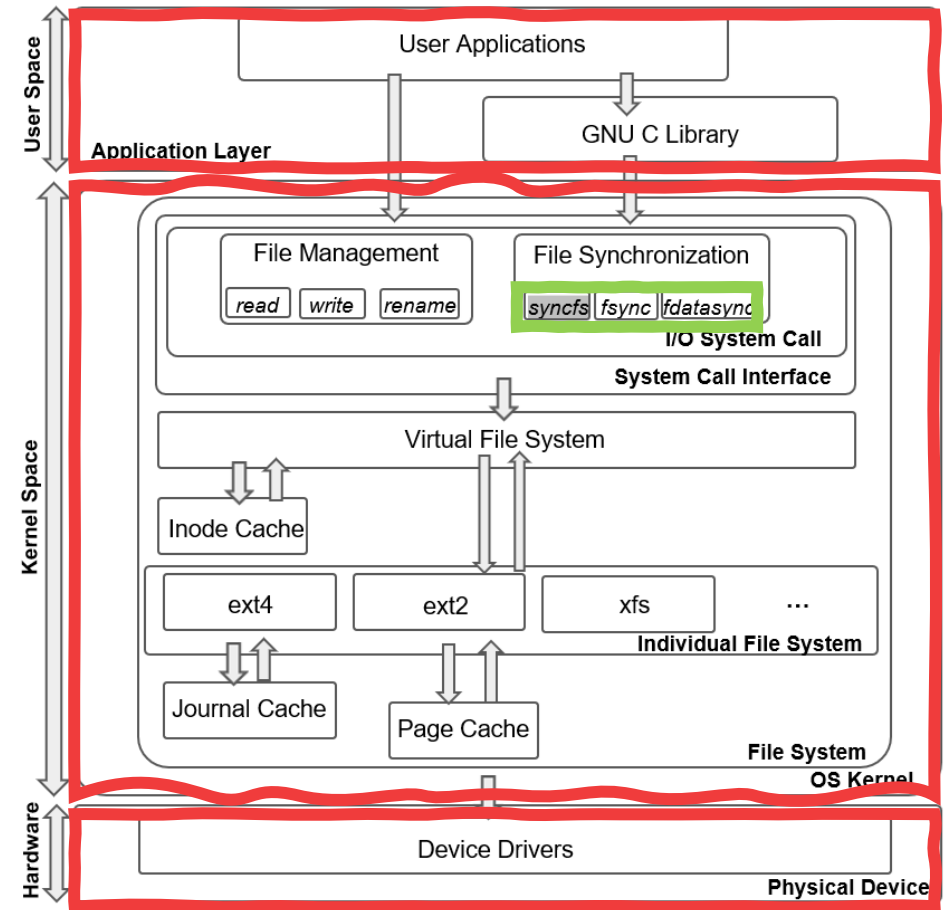 User Space
User Applications
GNU C Library
Application Layer
Kernel Space
File Management
File Synchronization
read write rename
syncfs fsync fdatasync
I/O System Call
System Call Interface
Virtual File System
Inode Cache
ext4 ext2 xfs ...
Individual File System
Journal Cache
Page Cache
File System
OS Kernel
Hardware
Device Drivers
Physical Device